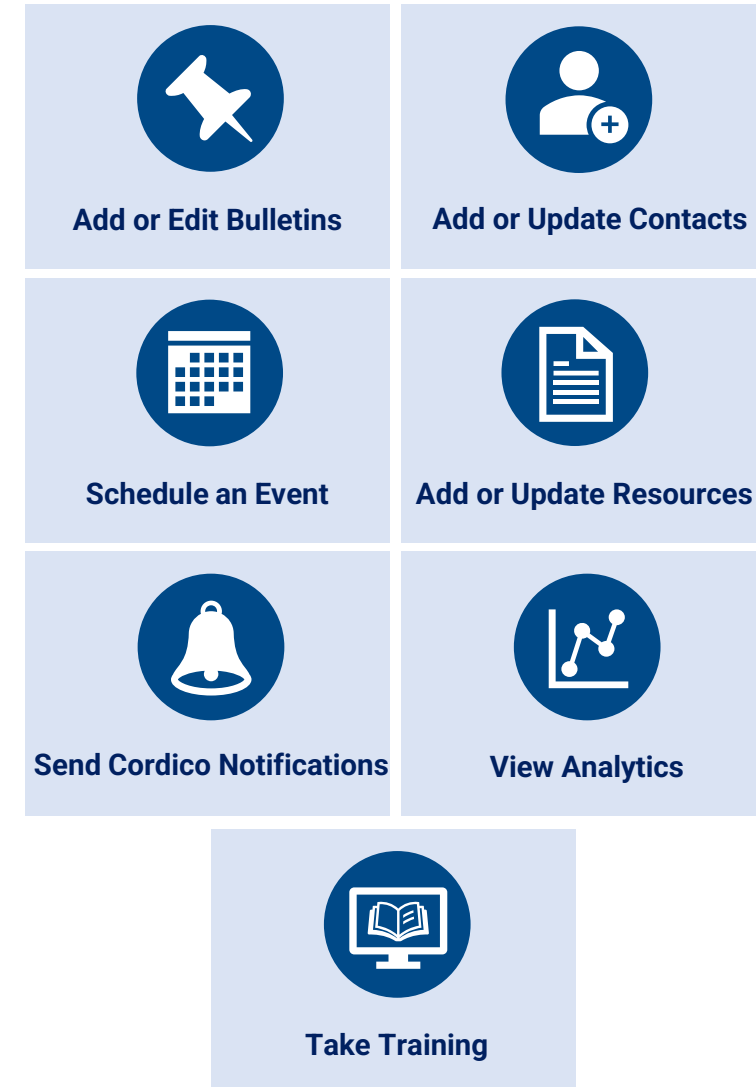 Add or Edit Bulletins
Add or Update Contacts
Schedule an Event
Add or Update Resources
Send Cordico Notifications
View Analytics
Take Training